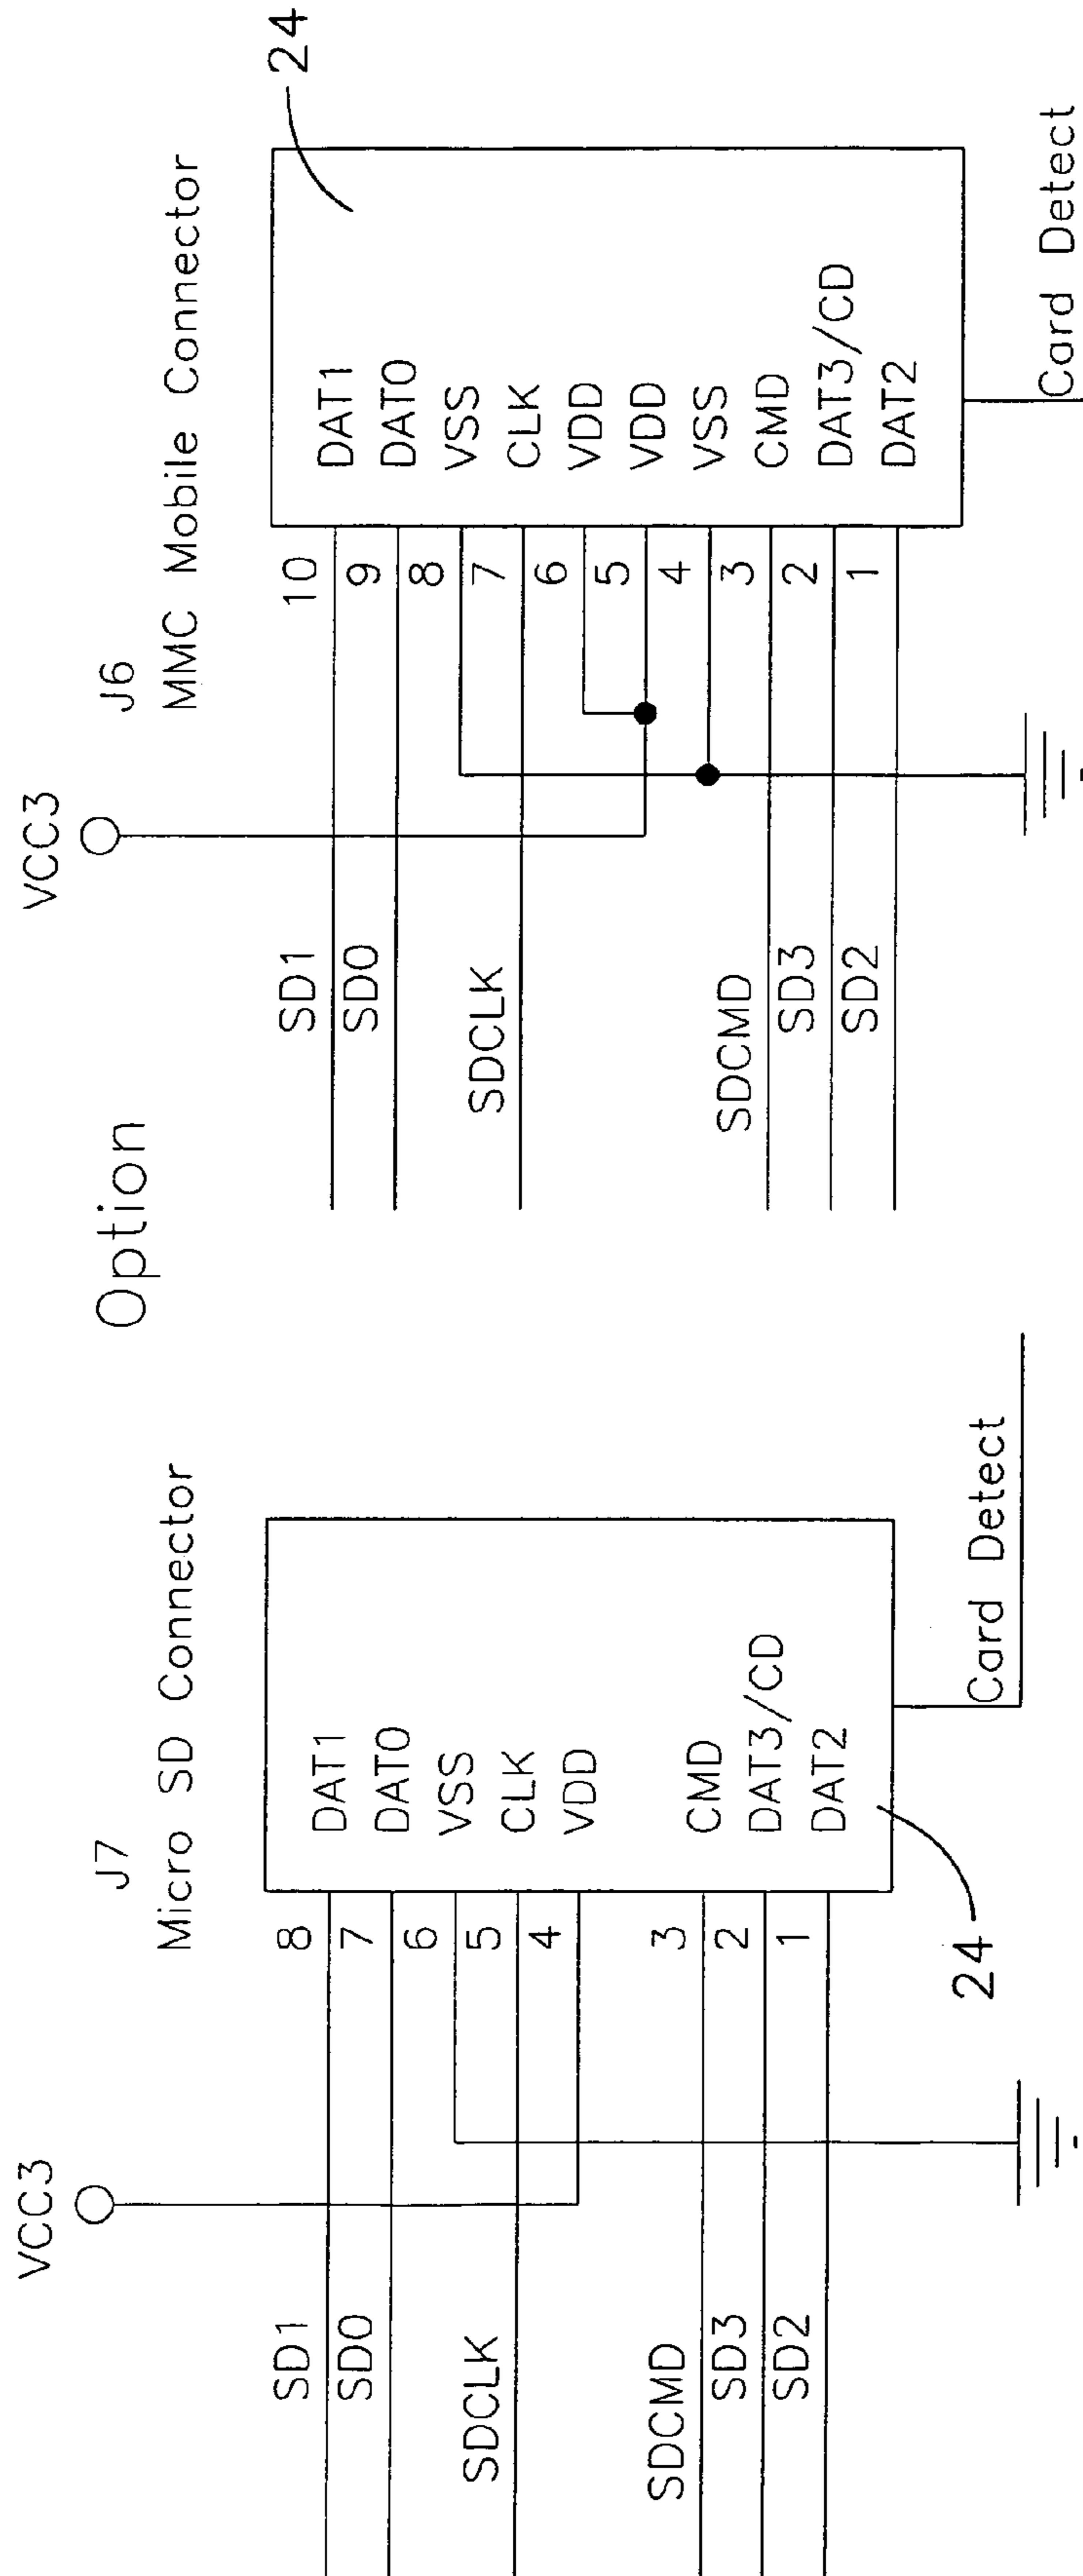 VCC3
J7
Micro SD Connector
SD1
8
DAT1
SD0
7
DAT0
6
VSS
SDCLK
5
CLK
4
VDD
SDCMD
3
CMD
SD3
2
DAT3/CD
SD2
1
DAT2
24
Card Detect
Option
VCC3
J6
MMC Mobile Connector
24
SD1
10
DAT1
SD0
9
DAT0
8
VSS
SDCLK
7
CLK
6
VDD
5
VDD
4
VSS
SDCMD
3
CMD
SD3
2
DAT3/CD
SD2
1
DAT2
Card Detect